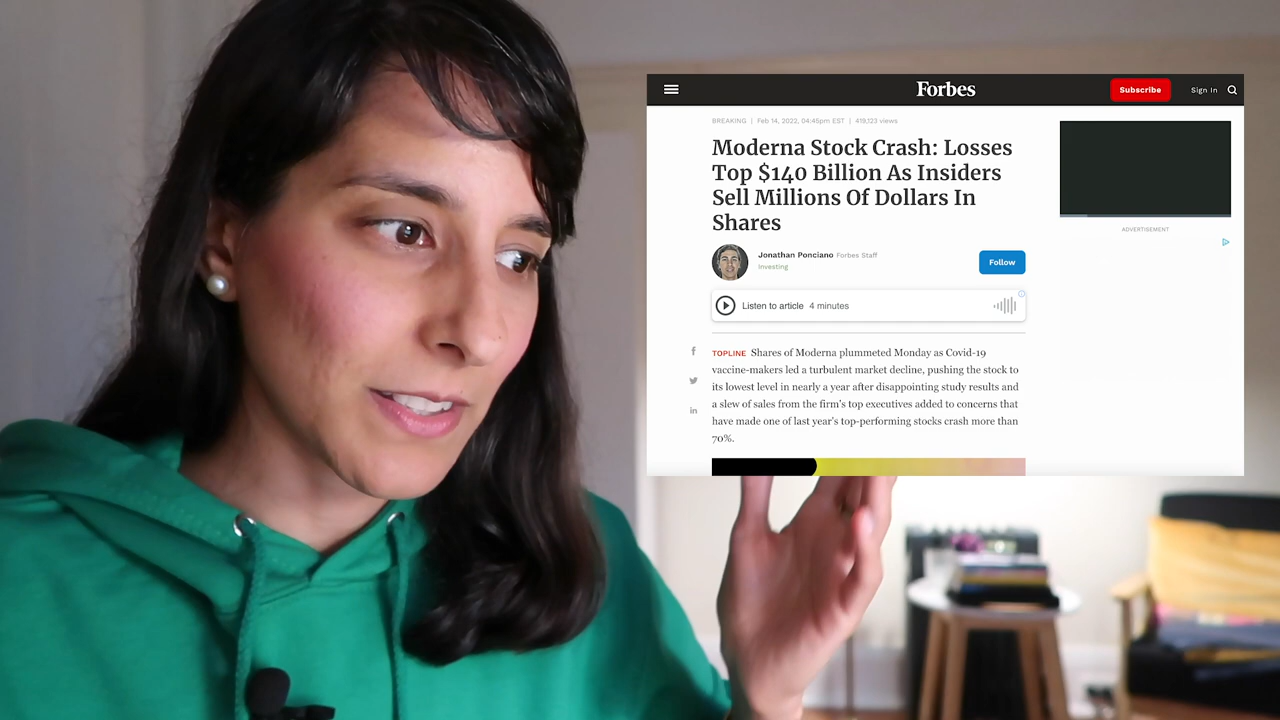 Forbes
Subscribe
Sign In
BREAKING | Feb 14, 2022, 04:45pm EST | 419,123 views
Moderna Stock Crash: Losses
Top $140 Billion As Insiders
Sell Millions Of Dollars In
Shares
Jonathan Ponciano Forbes Staff
Investing
Follow
Listen to article 4 minutes
ADVERTISEMENT
TOPLINE Shares of Moderna plummeted Monday as Covid-19
vaccine-makers led a turbulent market decline, pushing the stock to
its lowest level in nearly a year after disappointing study results and
a slew of sales from the firm's top executives added to concerns that
have made one of last year's top-performing stocks crash more than
70%.